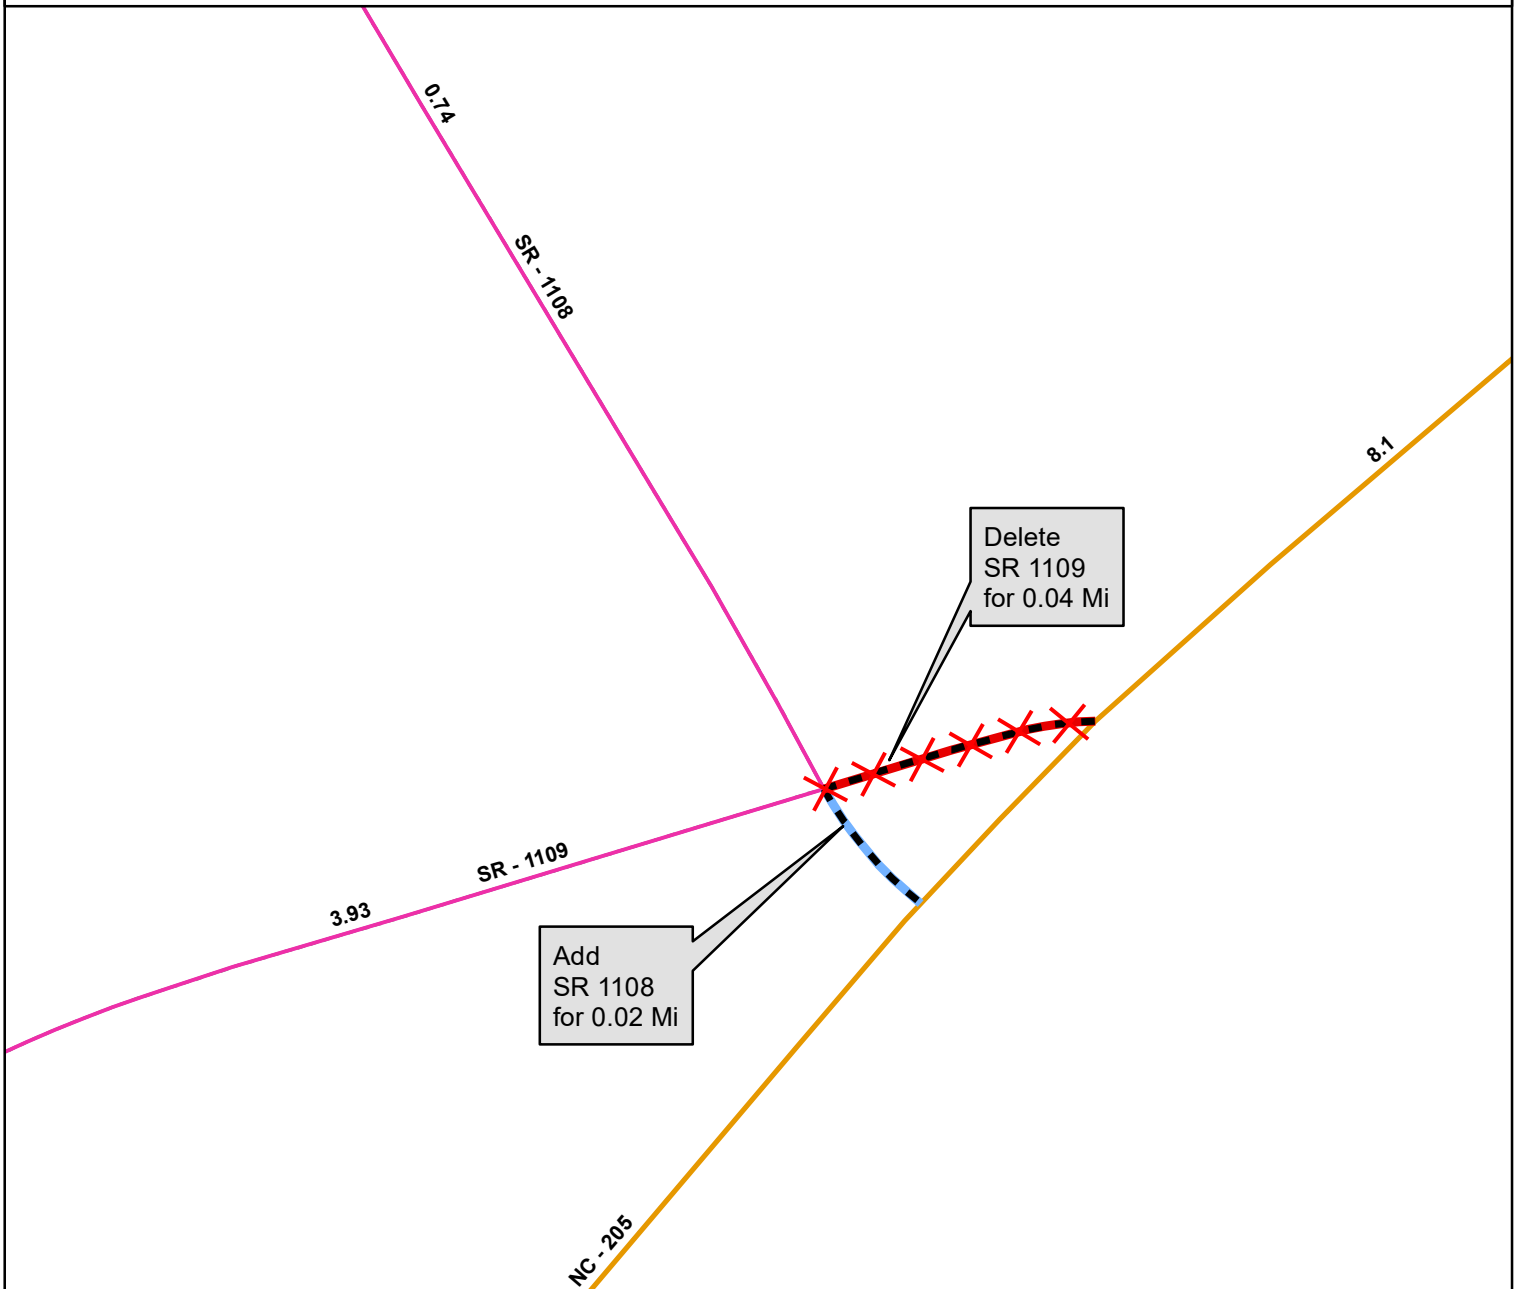 0.74
SR - 1108
8.1
Delete
SR 1109
for 0.04 Mi
SR - 1109
3.93
Add
SR 1108
for 0.02 Mi
NC - 205